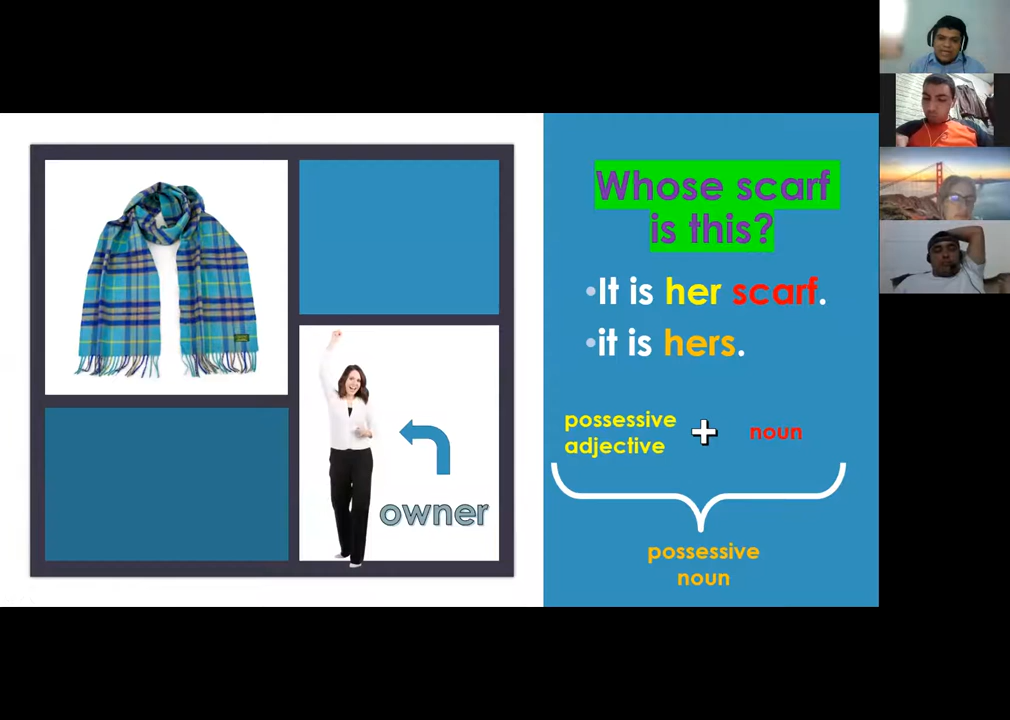 Whose scarf
is this?
•It is her scarf.
•it is hers.
possessive
adjective
+
noun
owner
possessive
noun